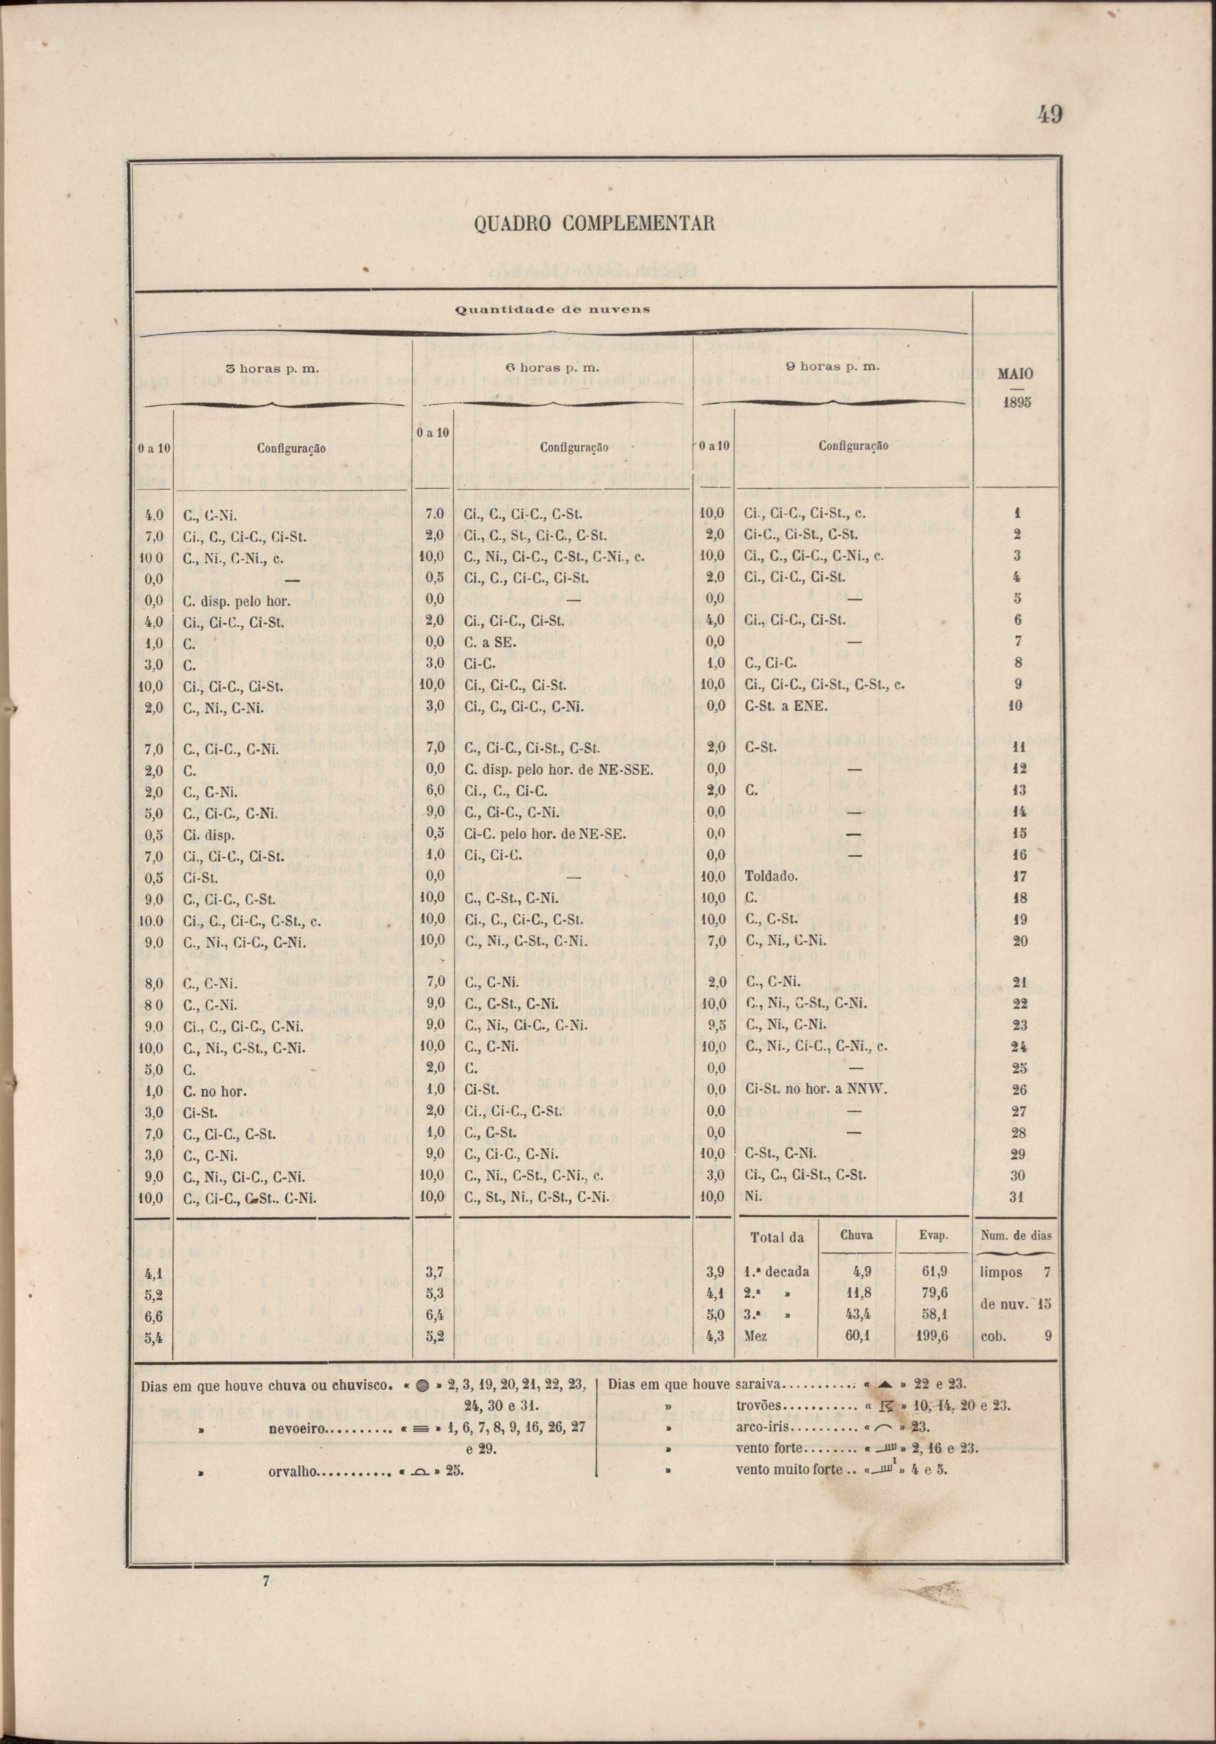 49
QUADRO COMPLEMENTAR
Quantidade de nuvens
3 horas p. m. 6 horas p. m. 9 horas p. m. MAIO
1895
0 a 10 Configuração 0 a 10 Configuração 0 a 10 Configuração
4,0 C., C-Ni. 7,0 Ci., C., Ci-C., C-St. 10,0 Ci., Ci-C., Ci-St., c. 1
7,0 Ci., C., Ci-C., Ci-St. 2,0 Ci., C., St., Ci-C., C-St. 2,0 Ci-C., Ci-St., C-St. 2
10 0 C., Ni., C-Ni., c. 10,0 C., Ni., Ci-C., C-St., C-Ni., c. 10,0 Ci., C., Ci-C., C-Ni., c. 3
0,0 — 0,5 Ci., C., Ci-C., Ci-St. 2,0 Ci., Ci-C., Ci-St. 4
0,0 C. disp. pelo hor. 0,0 — 0,0 — 5
4,0 Ci., Ci-C., Ci-St. 2,0 Ci., Ci-C., Ci-St. 4,0 Ci., Ci-C., Ci-St. 6
1,0 C. 0,0 C. a SE. 0,0 — 7
3,0 C. 3,0 Ci-C. 1,0 C., Ci-C. 8
10,0 Ci., Ci-C., Ci-St. 10,0 Ci., Ci-C., Ci-St. 10,0 Ci., Ci-C., Ci-St., C-St., c. 9
2,0 C., Ni., C-Ni. 3,0 Ci., C., Ci-C., C-Ni. 0,0 C-St. a ENE. 10
7,0 C., Ci-C., C-Ni. 7,0 C., Ci-C., Ci-St., C-St. 2,0 C-St. 11
2,0 C. 0,0 C. disp. pelo hor. de NE-SSE. 0,0 — 12
2,0 C., C-Ni. 6,0 Ci., C., Ci-C. 2,0 C. 13
5,0 C., Ci-C., C-Ni. 9,0 C., Ci-C., C-Ni. 0,0 — 14
0,5 Ci. disp. 0,5 Ci-C. pelo hor. de NE-SE. 0,0 — 15
7,0 Ci., Ci-C., Ci-St. 1,0 Ci., Ci-C. 0,0 — 16
0,5 Ci-St. 0,0 — 10,0 Toldado. 17
9,0 C., Ci-C., C-St. 10,0 C., C-St., C-Ni. 10,0 C. 18
10.0 Ci., C., Ci-C., C-St., c. 10,0 Ci., C., Ci-C., C-St. 10,0 C., C-St. 19
9,0 C., Ni., Ci-C., C-Ni. 10,0 C., Ni., C-St., C-Ni. 7,0 C., Ni., C-Ni. 20
8,0 C., C-Ni. 7,0 C., C-Ni. 2,0 C., C-Ni. 21
8 0 C., C-Ni. 9,0 C., C-St., C-Ni. 10,0 C., Ni., C-St., C-Ni. 22
9,0 Ci., C., Ci-C., C-Ni. 9,0 C., Ni., Ci-C., C-Ni. 9,5 C., Ni., C-Ni. 23
10,0 C., Ni., C-St., C-Ni. 10,0 C., C-Ni. 10,0 C., Ni., Ci-C., C-Ni., c. 24
5,0 C. 2,0 C. 0,0 — 25
1,0 C. no hor. 1,0 Ci-St. 0,0 Ci-St. no hor. a NNW. 26
3,0 Ci-St. 2,0 Ci., Ci-C., C-St. 0,0 — 27
7,0 C., Ci-C., C-St. 1,0 C., C-St. 0,0 — 28
3,0 C., C-Ni. 9,0 C., Ci-C., C-Ni. 10,0 C-St., C-Ni. 29
9,0 C., Ni., Ci-C., C-Ni. 10,0 C., Ni., C-St., C-Ni., c. 3,0 Ci., C., Ci-St., C-St. 30
10,0 C., Ci-C., C-St.. C-Ni. 10,0 C., St., Ni., C-St., C-Ni. 10,0 Ni. 31
Total da Chuva Evap. Num. de dias
4,1 3,7 3,9 1.ª decada 4,9 61,9 limpos 7
5,2 5,3 4,1 2.ª » 11,8 79,6
de nuv. 15
6,6 6,4 5,0 3.ª » 43,4 58,1
5,4 5,2 4,3 Mez 60,1 199,6 cob. 9
Dias em que houve chuva ou chuvisco. « ● » 2, 3, 19, 20, 21, 22, 23,
24, 30 e 31.
» nevoeiro.......... « ≡ » 1, 6, 7, 8, 9, 16, 26, 27
e 29.
» orvalho........... « » 25.
Dias em que houve saraiva........... « ▲ » 22 e 23.
» trovões........... « » 10, 14, 20 e 23.
» arco-iris.......... « ⌒ » 23.
» vento forte........ « » 2, 16 e 23.
» vento muito forte .. « 1 » 4 e 5.
7